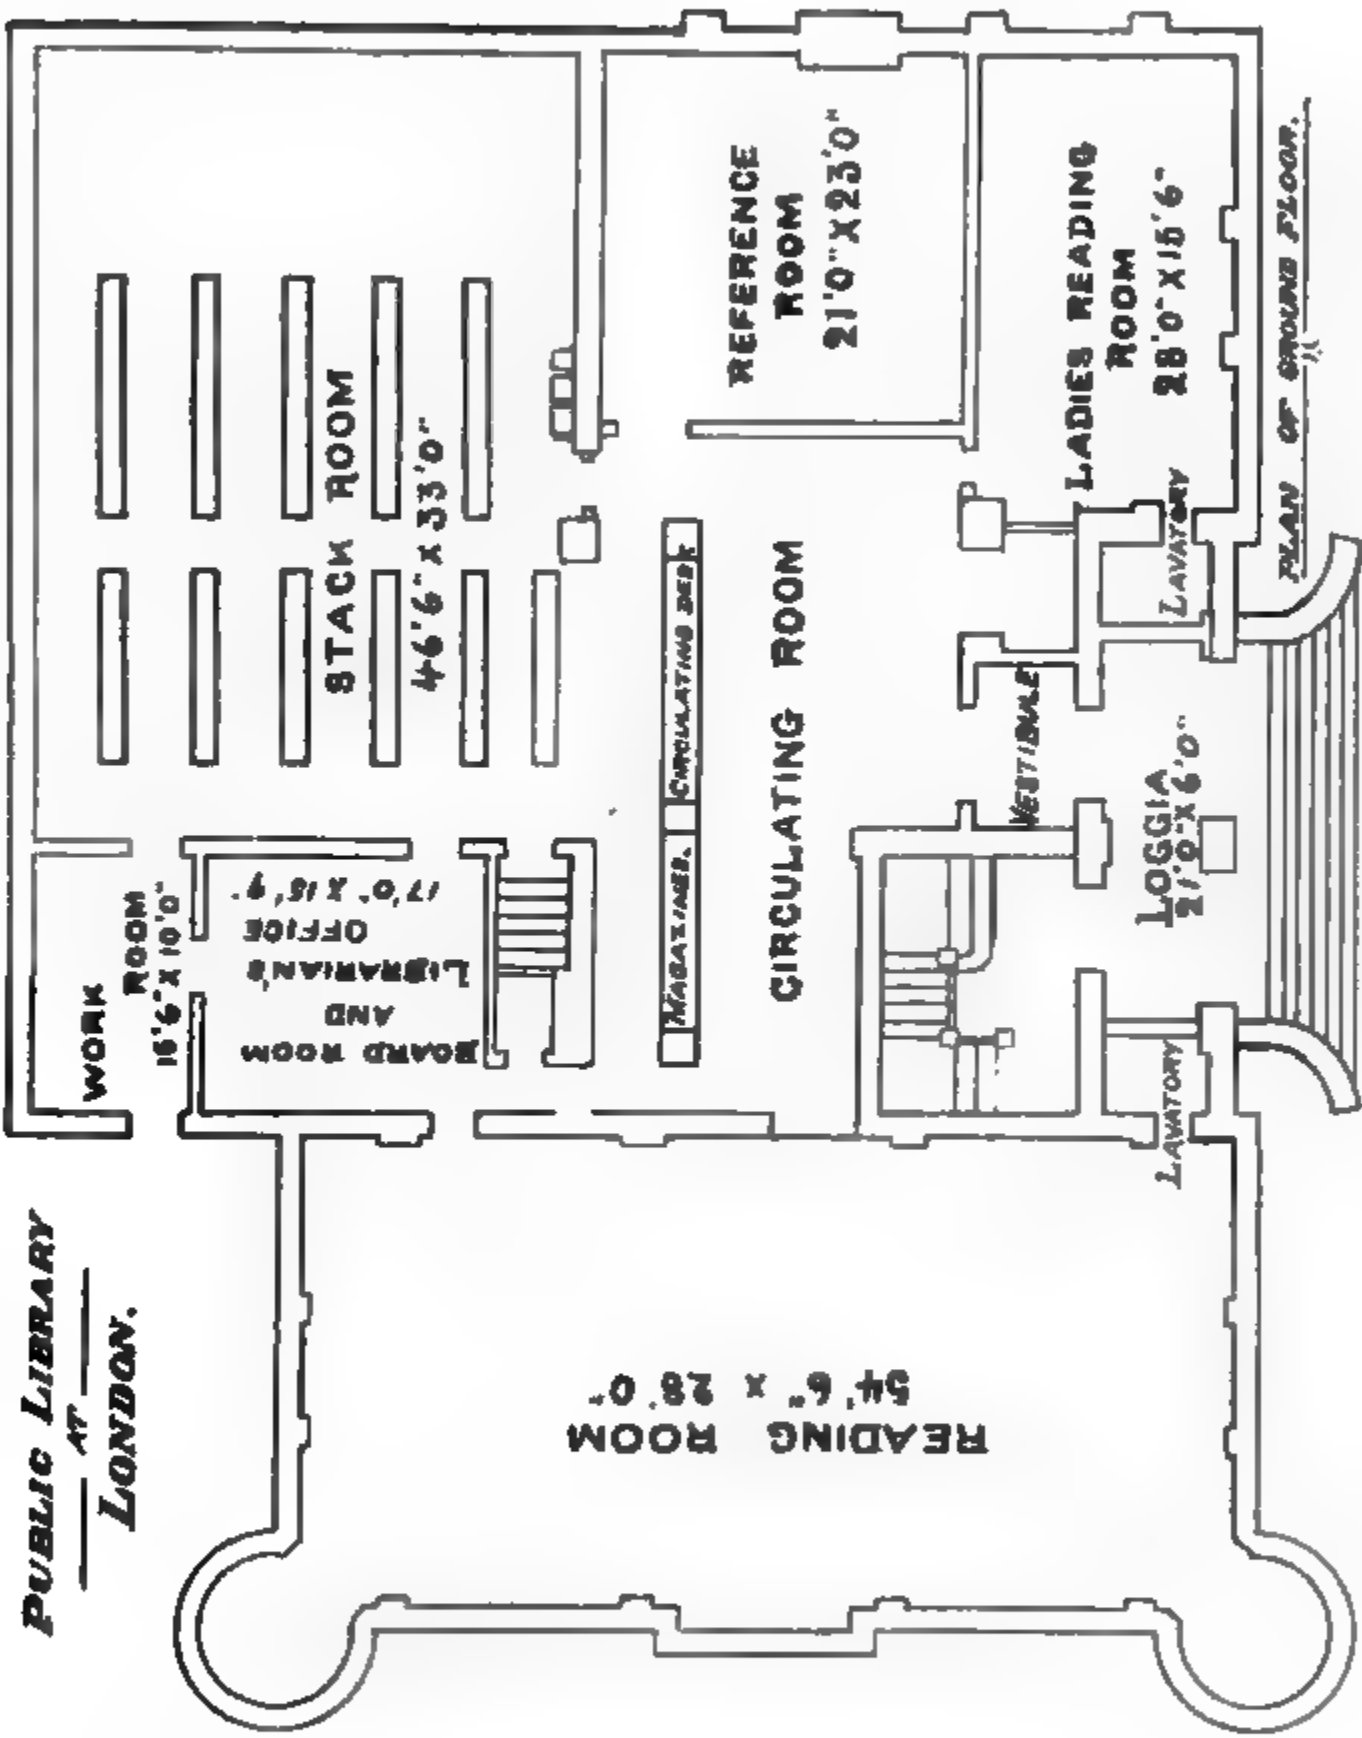 PUBLIC LIBRARY
AT
LONDON.
WORK
ROOM
16'6" X 10'0"
STACK ROOM
46'6" X 33'0"
BOARD ROOM
AND
LIBRARIAN'S
OFFICE
17'0" X 15'9"
REFERENCE
ROOM
21'0" X 23'0"
MAGAZINES.
CIRCULATING DESK
CIRCULATING ROOM
READING ROOM
54'6" X 28'0"
LADIES READING
ROOM
28'0" X 15'6"
VESTIBULE
LAVATORY
LOGGIA
21'0" X 6'0"
LAVATORY
PLAN OF GROUND FLOOR.